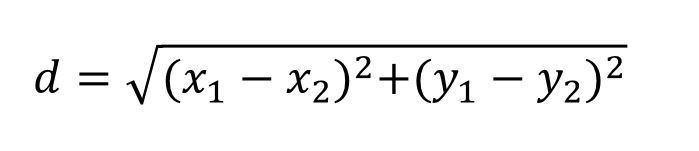 d = √(x₁ − x₂)²+(y₁ − y₂)²